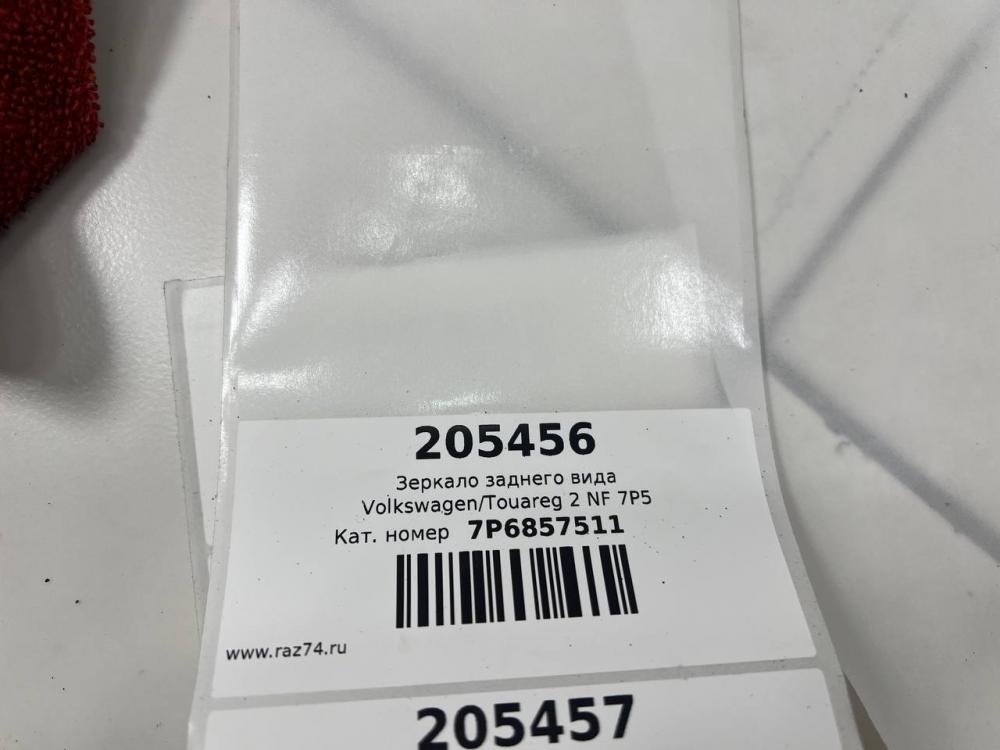 205456
Зеркало заднего вида
Volkswagen/Touareg 2 NF 7P5
Кат. номер 7P6857511
www.raz74.ru
205457